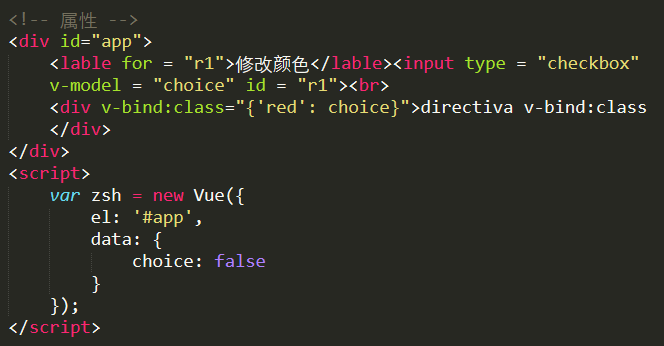 <!-- 属性 -->
<div id="app">
    <lable for = "r1">修改颜色</lable><input type = "checkbox"
    v-model = "choice" id = "r1"><br>
    <div v-bind:class="{'red': choice}">directiva v-bind:class
    </div>
</div>
<script>
    var zsh = new Vue({
        el: '#app',
        data: {
            choice: false
        }
    });
</script>